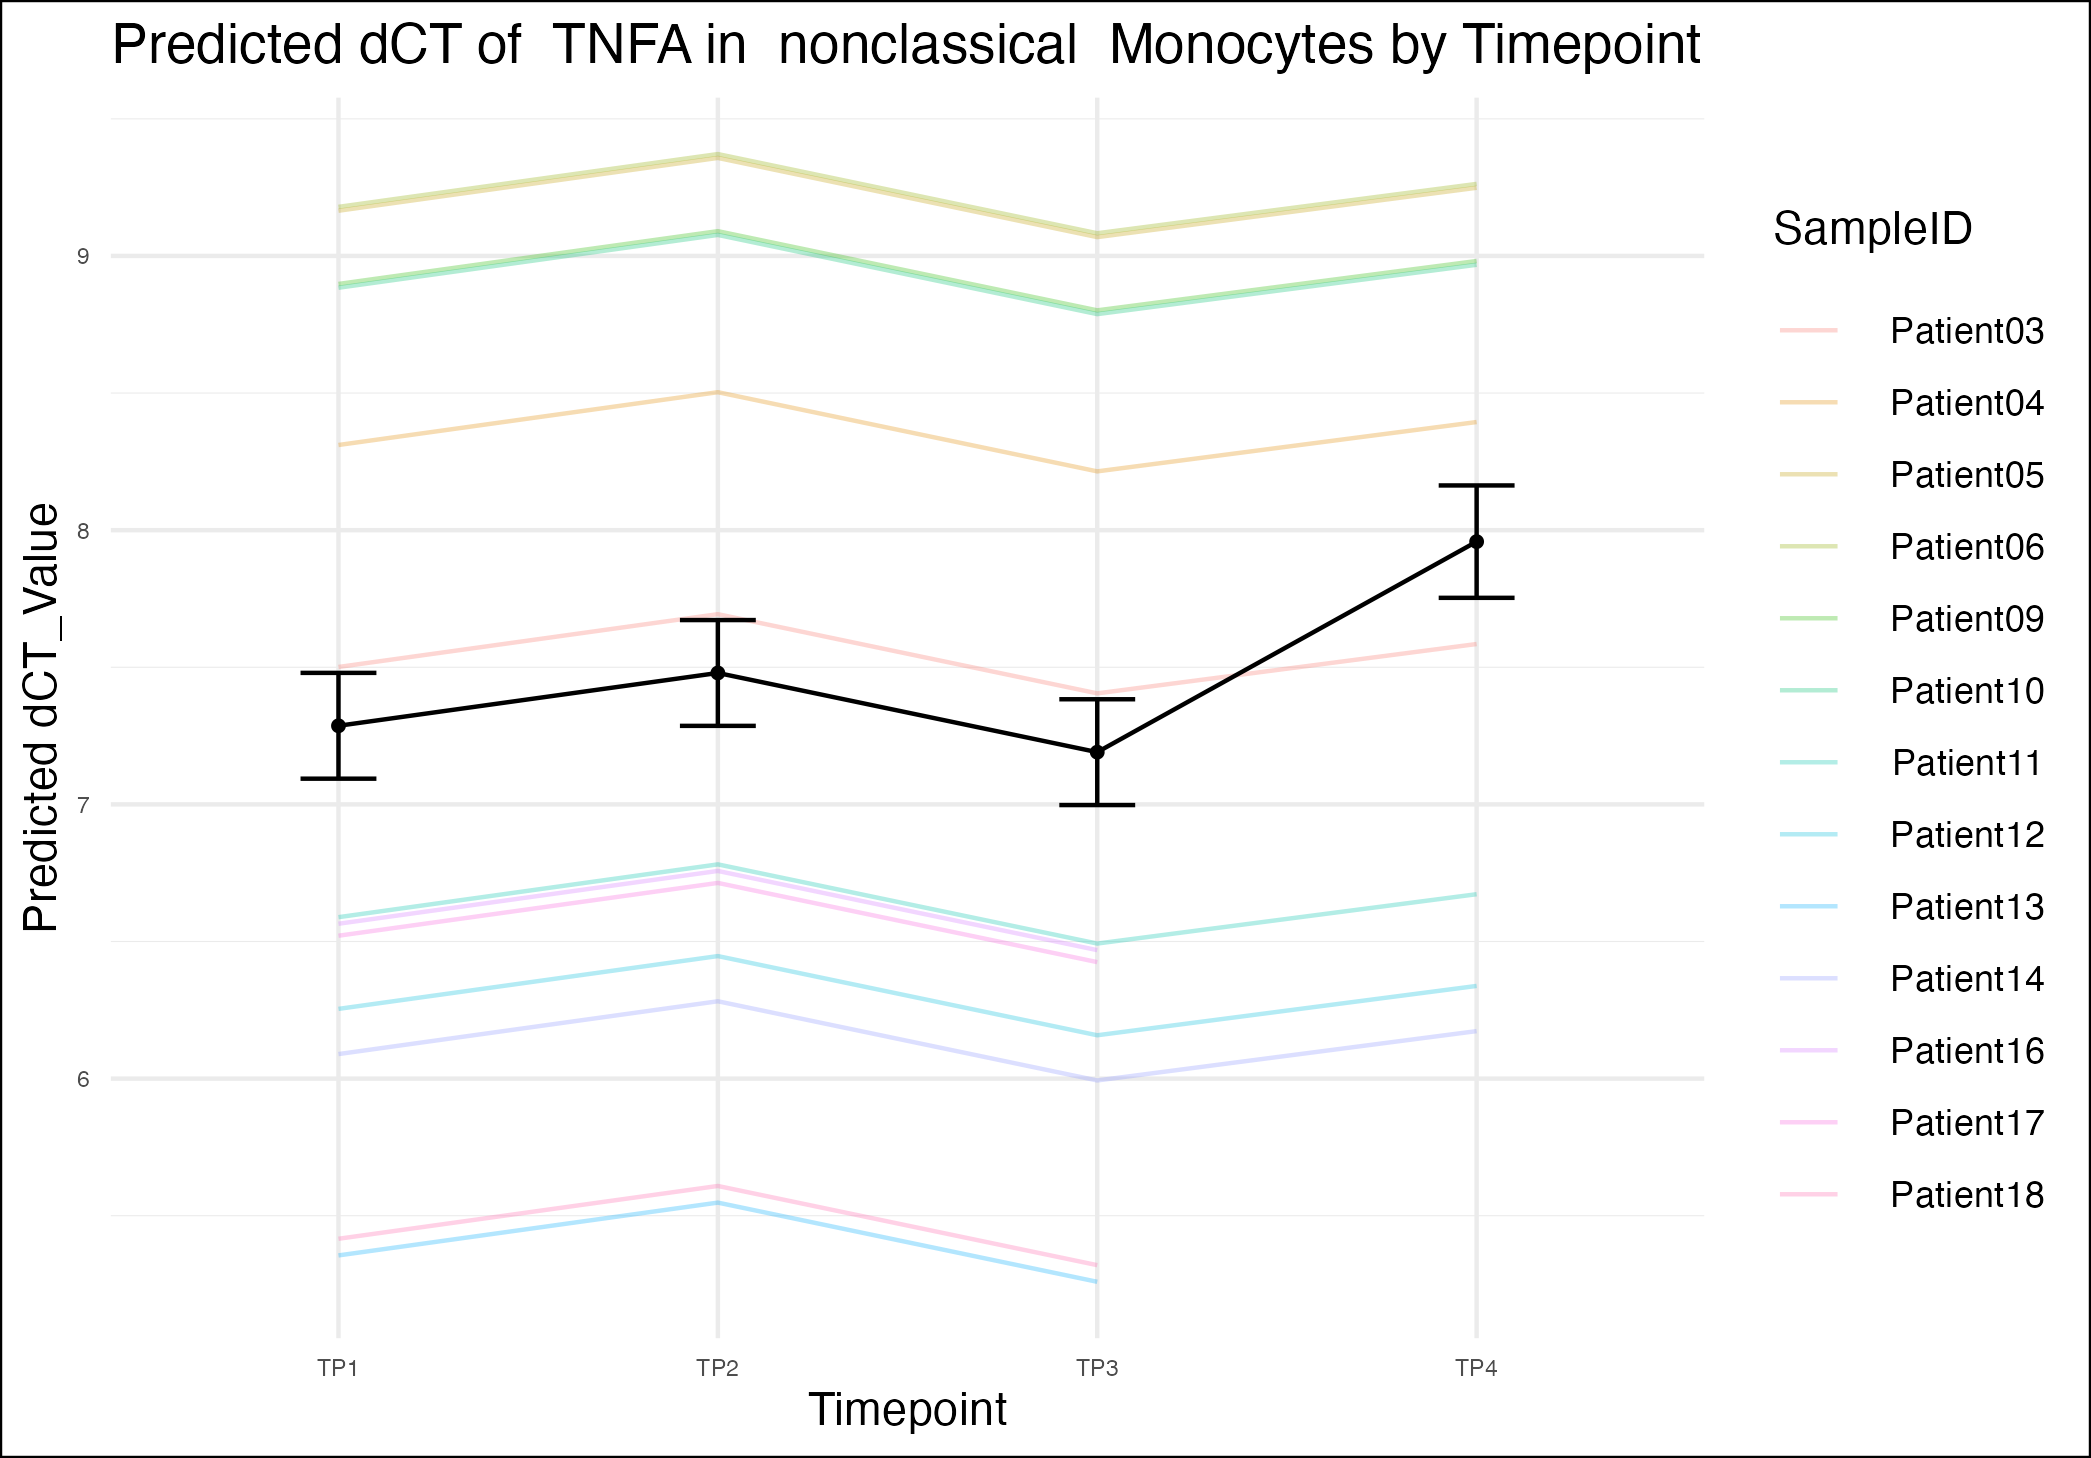 Predicted dCT of  TNFA in  nonclassical  Monocytes by Timepoint
Predicted dCT_Value
9
8
7
6
TP1
TP2
TP3
TP4
Timepoint
SampleID
Patient03
Patient04
Patient05
Patient06
Patient09
Patient10
Patient11
Patient12
Patient13
Patient14
Patient16
Patient17
Patient18